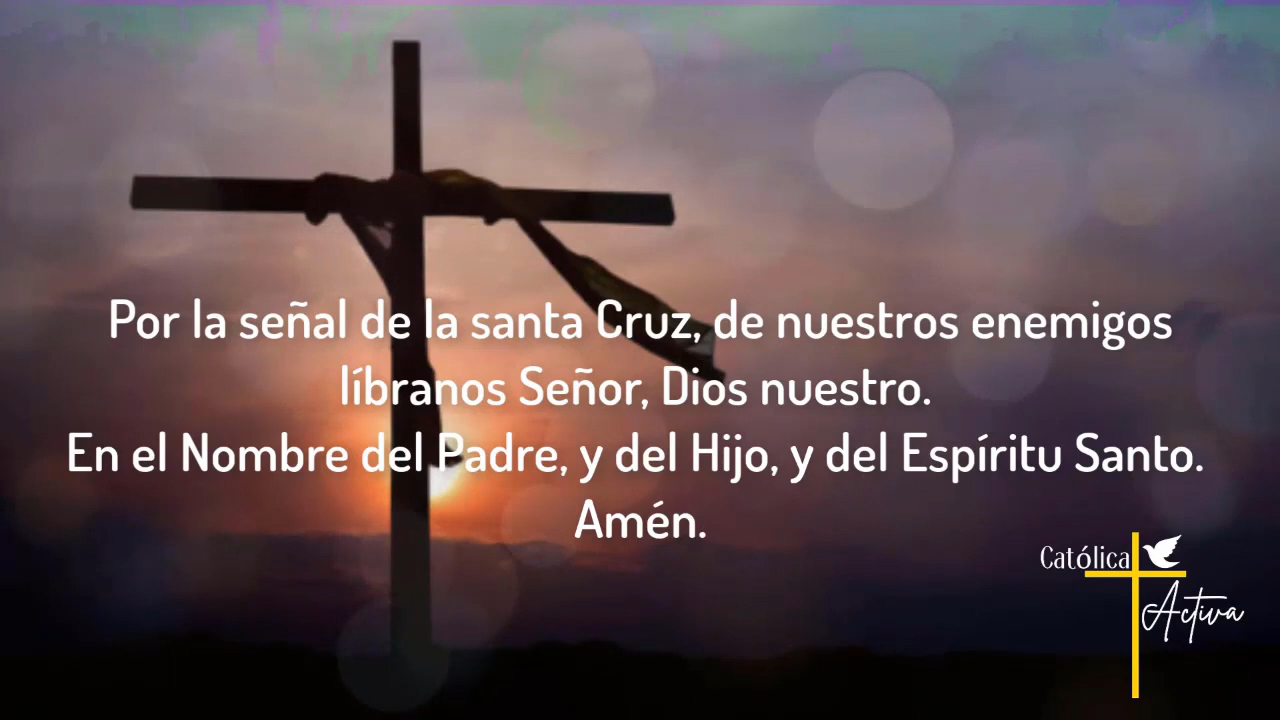 Por la señal de la santa Cruz, de nuestros enemigos
líbranos Señor, Dios nuestro.
En el Nombre del Padre, y del Hijo, y del Espíritu Santo.
Amén.
Católica
Activa